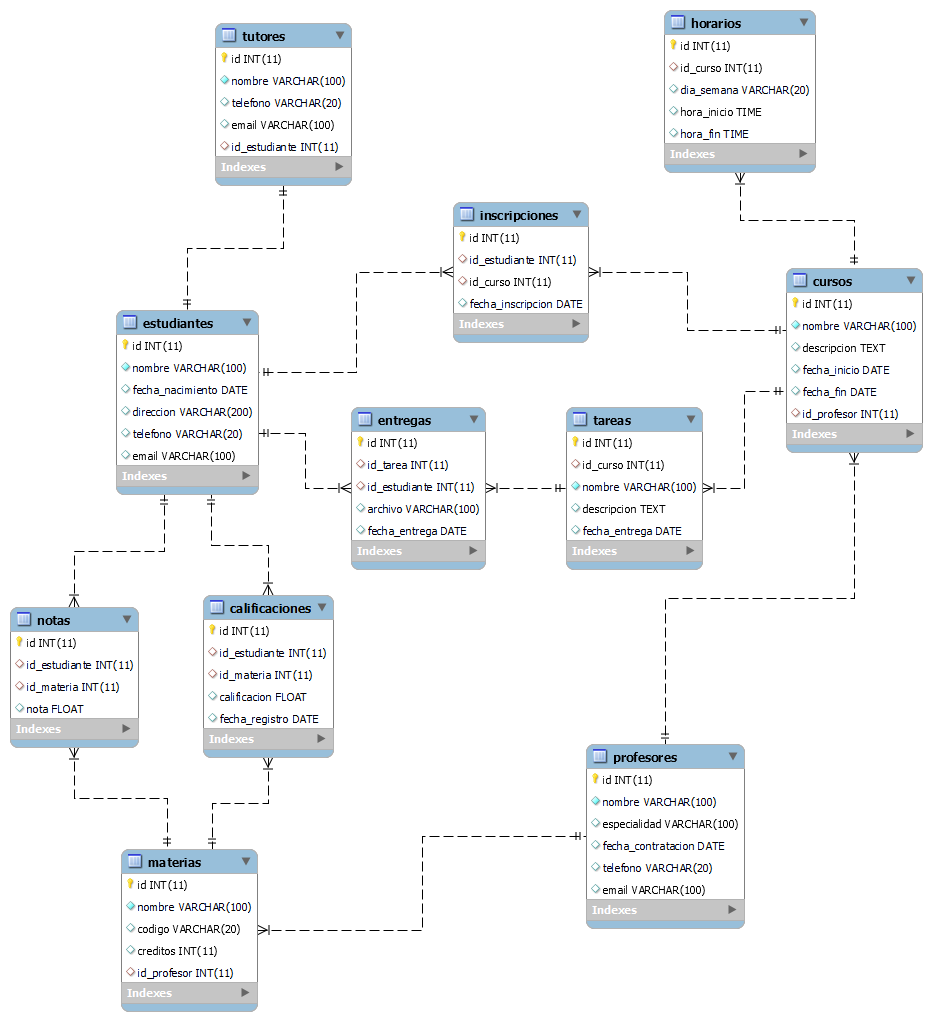 tutores
id INT(11)
nombre VARCHAR(100)
telefono VARCHAR(20)
email VARCHAR(100)
id_estudiante INT(11)
Indexes
horarios
id INT(11)
id_curso INT(11)
dia_semana VARCHAR(20)
hora_inicio TIME
hora_fin TIME
Indexes
inscripciones
id INT(11)
id_estudiante INT(11)
id_curso INT(11)
fecha_inscripcion DATE
Indexes
cursos
id INT(11)
nombre VARCHAR(100)
descripcion TEXT
fecha_inicio DATE
fecha_fin DATE
id_profesor INT(11)
Indexes
estudiantes
id INT(11)
nombre VARCHAR(100)
fecha_nacimiento DATE
direccion VARCHAR(200)
telefono VARCHAR(20)
email VARCHAR(100)
Indexes
entregas
id INT(11)
id_tarea INT(11)
id_estudiante INT(11)
archivo VARCHAR(100)
fecha_entrega DATE
Indexes
tareas
id INT(11)
id_curso INT(11)
nombre VARCHAR(100)
descripcion TEXT
fecha_entrega DATE
Indexes
notas
id INT(11)
id_estudiante INT(11)
id_materia INT(11)
nota FLOAT
Indexes
calificaciones
id INT(11)
id_estudiante INT(11)
id_materia INT(11)
calificacion FLOAT
fecha_registro DATE
Indexes
profesores
id INT(11)
nombre VARCHAR(100)
especialidad VARCHAR(100)
fecha_contratacion DATE
telefono VARCHAR(20)
email VARCHAR(100)
Indexes
materias
id INT(11)
nombre VARCHAR(100)
codigo VARCHAR(20)
creditos INT(11)
id_profesor INT(11)
Indexes